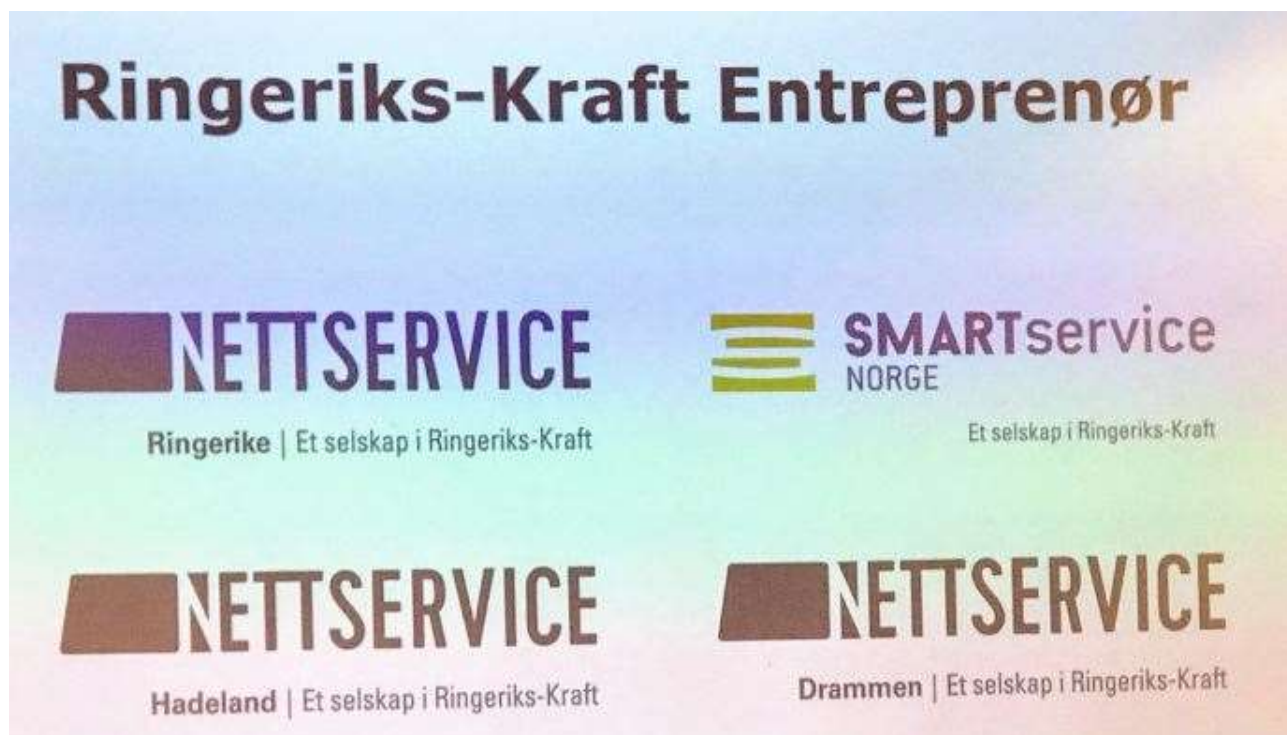 Ringeriks-Kraft Entreprenør
NETTSERVICE
Ringerike | Et selskap i Ringeriks-Kraft
SMARTservice
NORGE
Et selskap i Ringeriks-Kraft
NETTSERVICE
Hadeland | Et selskap i Ringeriks-Kraft
NETTSERVICE
Drammen | Et selskap i Ringeriks-Kraft